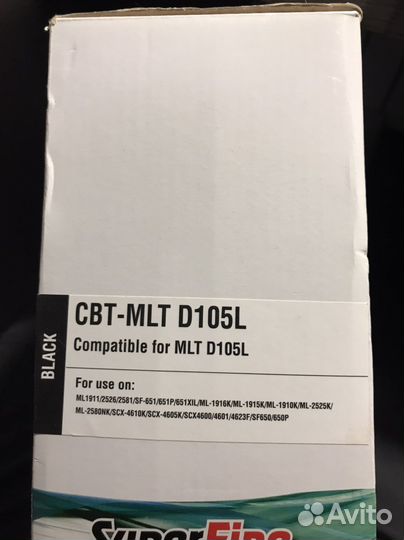 BLACK
CBT-MLT D105L
Compatible for MLT D105L
For use on:
ML1911/2526/2581/SF-651/651P/651XIL/ML-1916K/ML-1915K/ML-1910K/ML-2525K/
ML-2580NK/SCX-4610K/SCX-4605K/SCX4600/4601/4623F/SF650/650P
SuperFine
Avito